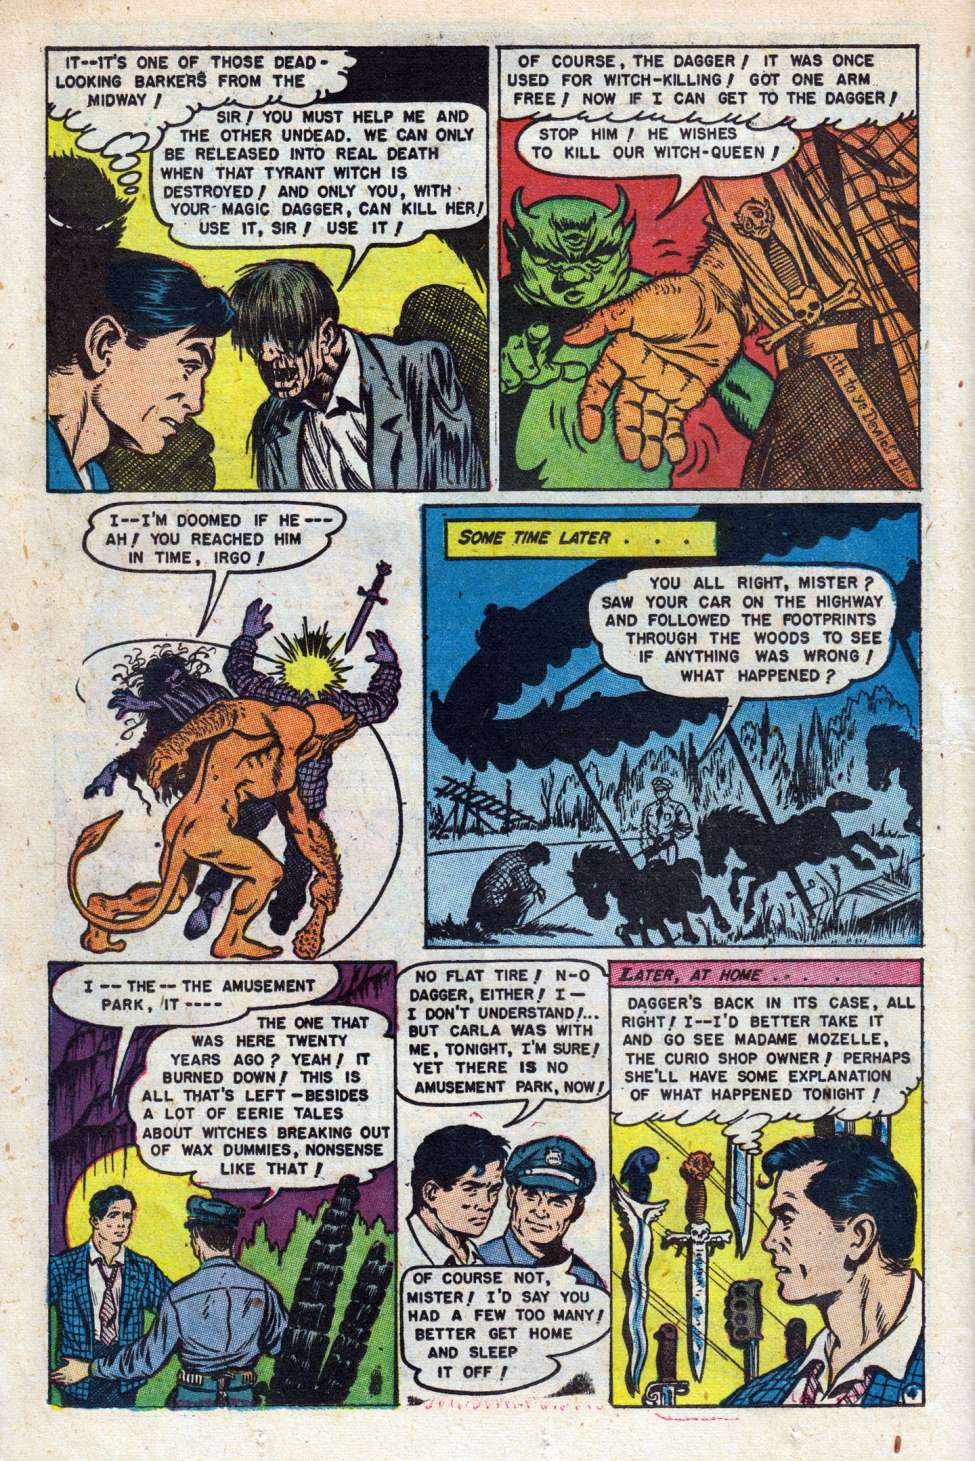 IT--IT'S ONE OF THOSE DEAD-
LOOKING BARKERS FROM THE
MIDWAY!
SIR! YOU MUST HELP ME AND
THE OTHER UNDEAD. WE CAN ONLY
BE RELEASED INTO REAL DEATH
WHEN THAT TYRANT WITCH IS
DESTROYED! AND ONLY YOU, WITH
YOUR MAGIC DAGGER, CAN KILL HER!
USE IT, SIR! USE IT!
OF COURSE, THE DAGGER! IT WAS ONCE
USED FOR WITCH-KILLING! GOT ONE ARM
FREE! NOW IF I CAN GET TO THE DAGGER!
STOP HIM! HE WISHES
TO KILL OUR WITCH-QUEEN!
ath to ye Devils
I--I'M DOOMED IF HE ---
AH! YOU REACHED HIM
IN TIME, IRGO!
SOME TIME LATER . . .
YOU ALL RIGHT, MISTER?
SAW YOUR CAR ON THE HIGHWAY
AND FOLLOWED THE FOOTPRINTS
THROUGH THE WOODS TO SEE
IF ANYTHING WAS WRONG!
WHAT HAPPENED?
I -- THE -- THE AMUSEMENT
PARK, IT ----
THE ONE THAT
WAS HERE TWENTY
YEARS AGO? YEAH! IT
BURNED DOWN! THIS IS
ALL THAT'S LEFT -BESIDES
A LOT OF EERIE TALES
ABOUT WITCHES BREAKING OUT
OF WAX DUMMIES, NONSENSE
LIKE THAT!
NO FLAT TIRE! N-O
DAGGER, EITHER! I-
I DON'T UNDERSTAND!...
BUT CARLA WAS WITH
ME, TONIGHT, I'M SURE!
YET THERE IS NO
AMUSEMENT PARK, NOW!
OF COURSE NOT,
MISTER! I'D SAY YOU
HAD A FEW TOO MANY!
BETTER GET HOME
AND SLEEP
IT OFF!
LATER, AT HOME . . . . .
DAGGER'S BACK IN ITS CASE, ALL
RIGHT! I--I'D BETTER TAKE IT
AND GO SEE MADAME MOZELLE,
THE CURIO SHOP OWNER! PERHAPS
SHE'LL HAVE SOME EXPLANATION
OF WHAT HAPPENED TONIGHT!
4